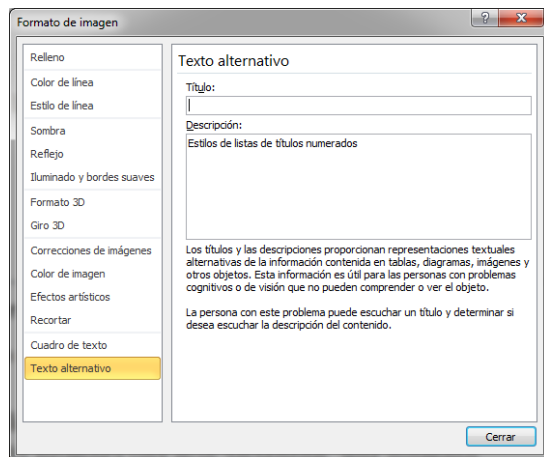 Formato de imagen
Relleno
Color de línea
Estilo de línea
Sombra
Reflejo
Iluminado y bordes suaves
Formato 3D
Giro 3D
Correcciones de imágenes
Color de imagen
Efectos artísticos
Recortar
Cuadro de texto
Texto alternativo
Texto alternativo
Título:
Descripción:
Estilos de listas de títulos numerados
Los títulos y las descripciones proporcionan representaciones textuales
alternativas de la información contenida en tablas, diagramas, imágenes y
otros objetos. Esta información es útil para las personas con problemas
cognitivos o de visión que no pueden comprender o ver el objeto.
La persona con este problema puede escuchar un título y determinar si
desea escuchar la descripción del contenido.
Cerrar